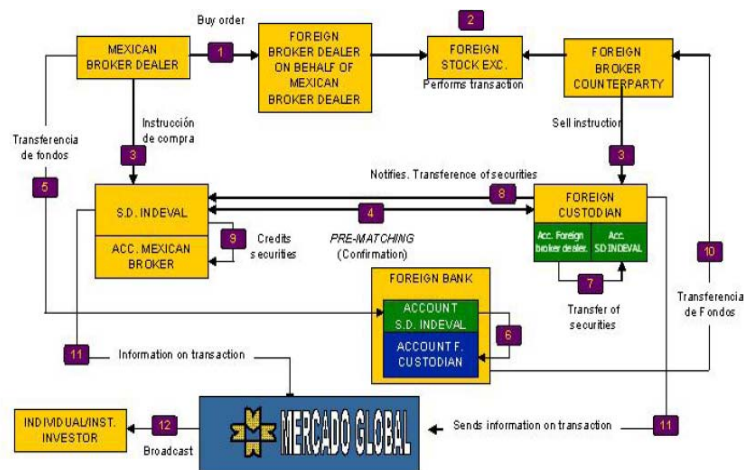 Buy order
2
MEXICAN
BROKER DEALER
1
FOREIGN
BROKER DEALER
ON BEHALF OF
MEXICAN
BROKER DEALER
FOREIGN
STOCK EXC.
Performs transaction
FOREIGN
BROKER
COUNTERPARTY
Transferencia
de fondos
5
Instrucción
de compra
3
Sell instruction
3
Notifies. Transference of securities
8
S.D. INDEVAL
ACC. MEXICAN
BROKER
9
Credits
securities
4
PRE-MATCHING
(Confirmation)
FOREIGN
CUSTODIAN
Acc. Foreign
broker dealer.
Acc.
SD INDEVAL
7
Transfer of
securities
10
Transferencia
de Fondos
FOREIGN BANK
ACCOUNT
S.D. INDEVAL
6
ACCOUNT F.
CUSTODIAN
11
Information on transaction
INDIVIDUAL/INST.
INVESTOR
12
Broadcast
MERCADO GLOBAL
Sends information on transaction
11